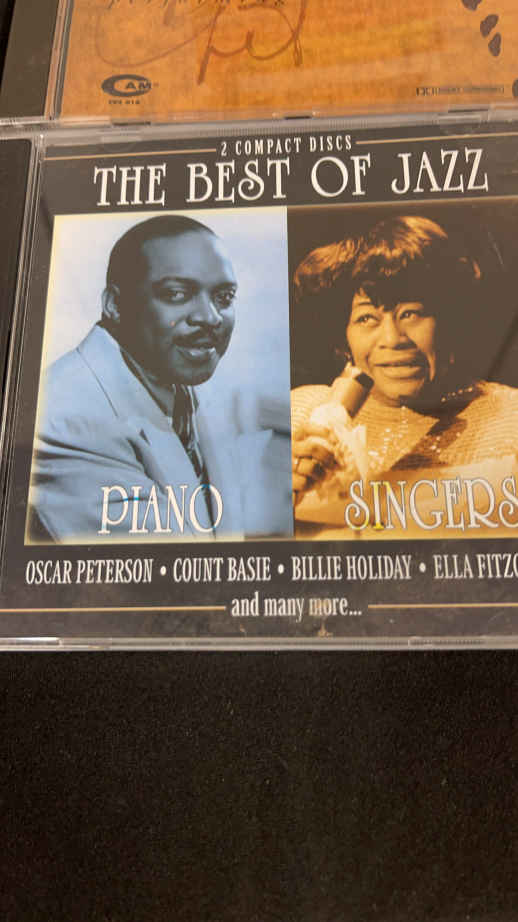 CAM
2 COMPACT DISCS
THE BEST OF JAZZ
PIANO
SINGERS
OSCAR PETERSON • COUNT BASIE • BILLIE HOLIDAY • ELLA FITZG
and many more...